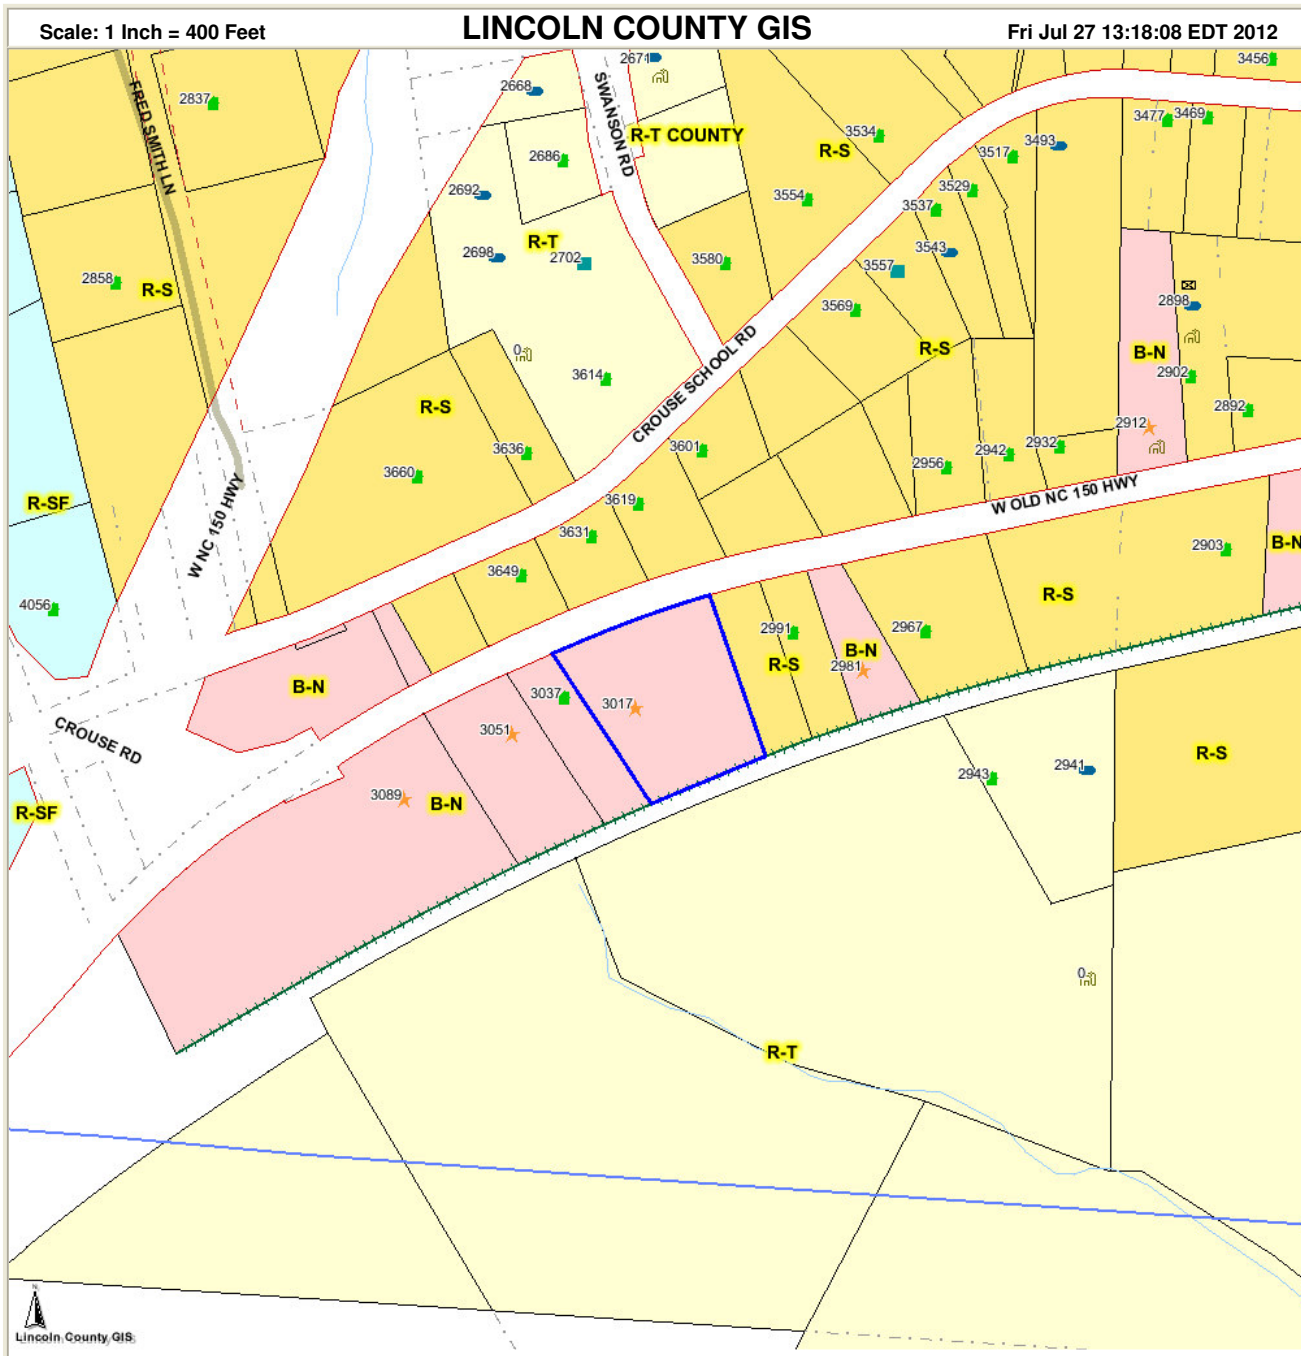 Scale: 1 Inch = 400 Feet
LINCOLN COUNTY GIS
Fri Jul 27 13:18:08 EDT 2012
2671
3456
2668
2837
FRED SMITH LN
SWANSON RD
R-T COUNTY
3534
R-S
3477
3469
3493
3517
2686
2692
3529
3554
3537
R-T
2698
2702
3580
3543
3557
2858
R-S
2898
3569
R-S
B-N
0
3614
CROUSE SCHOOL RD
2902
2892
R-S
2912
3636
3601
2932
2942
2956
3660
R-SF
W NC 150 HWY
3619
W OLD NC 150 HWY
3631
2903
B-N
3649
R-S
4056
2991
2967
B-N
R-S
2981
B-N
3037
3017
CROUSE RD
3051
R-S
2943
2941
3089
B-N
R-SF
0
R-T
N
Lincoln County GIS